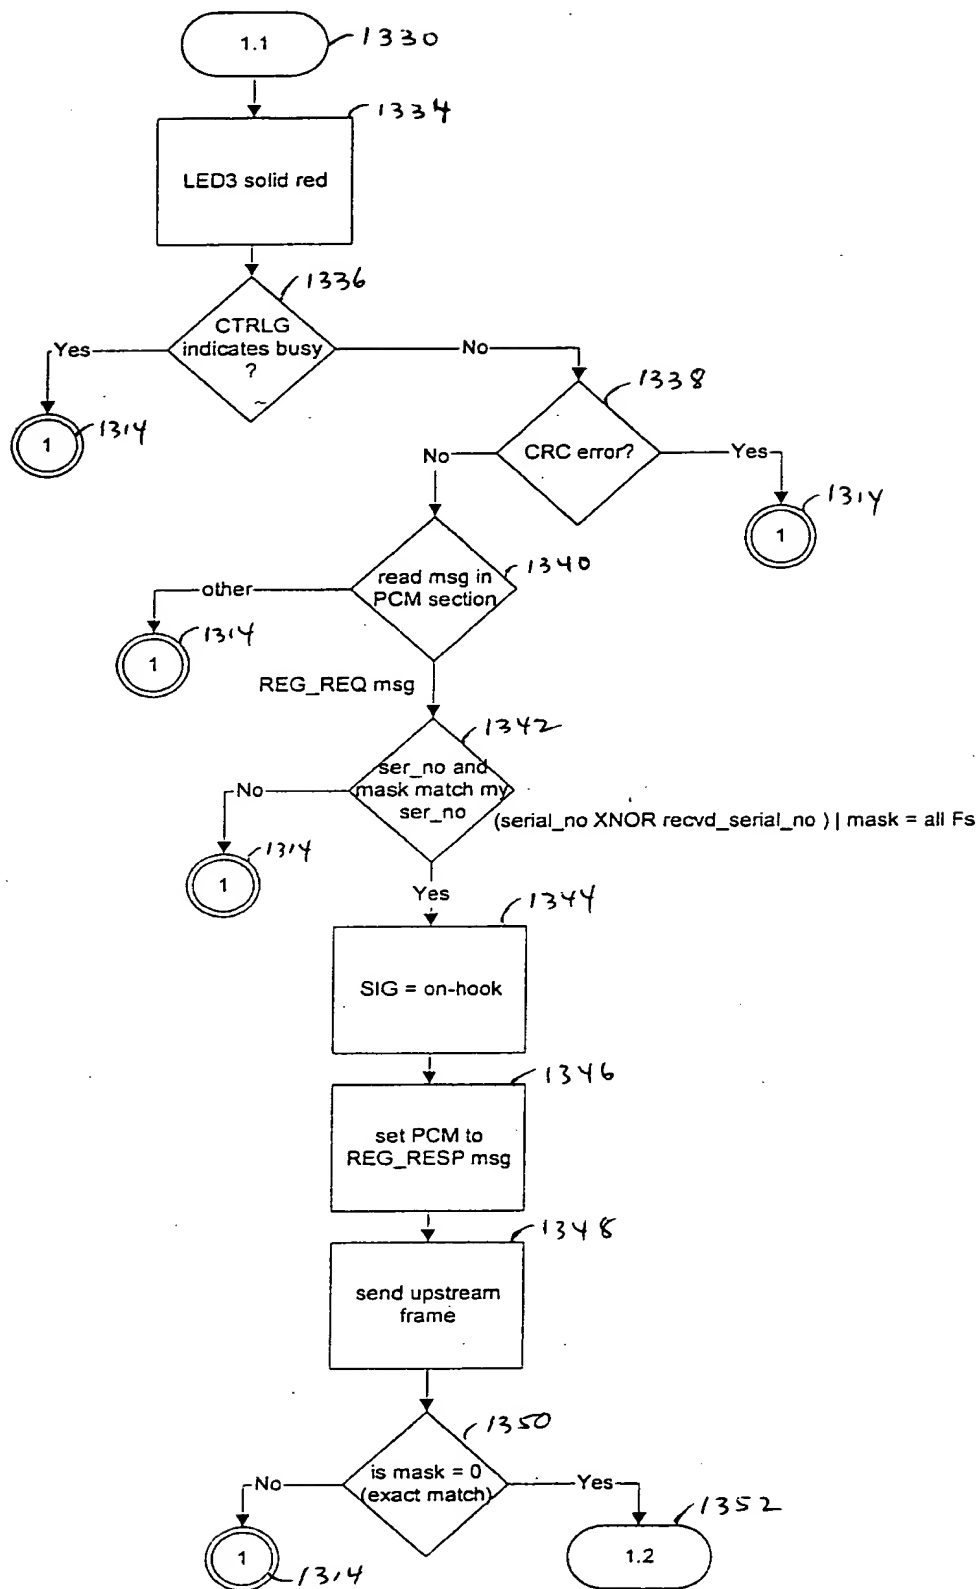 1.1
1330
1334
LED3 solid red
1336
CTRLG
indicates busy
?
Yes
No
1314
1
1338
CRC error?
No
Yes
1314
1
1340
read msg in
PCM section
other
1314
1
REG_REQ msg
1342
ser_no and
mask match my
ser_no
No
(serial_no XNOR recvd_serial_no ) | mask = all Fs
1314
1
Yes
1344
SIG = on-hook
1346
set PCM to
REG_RESP msg
1348
send upstream
frame
1350
is mask = 0
(exact match)
No
Yes
1352
1
1.2
1314